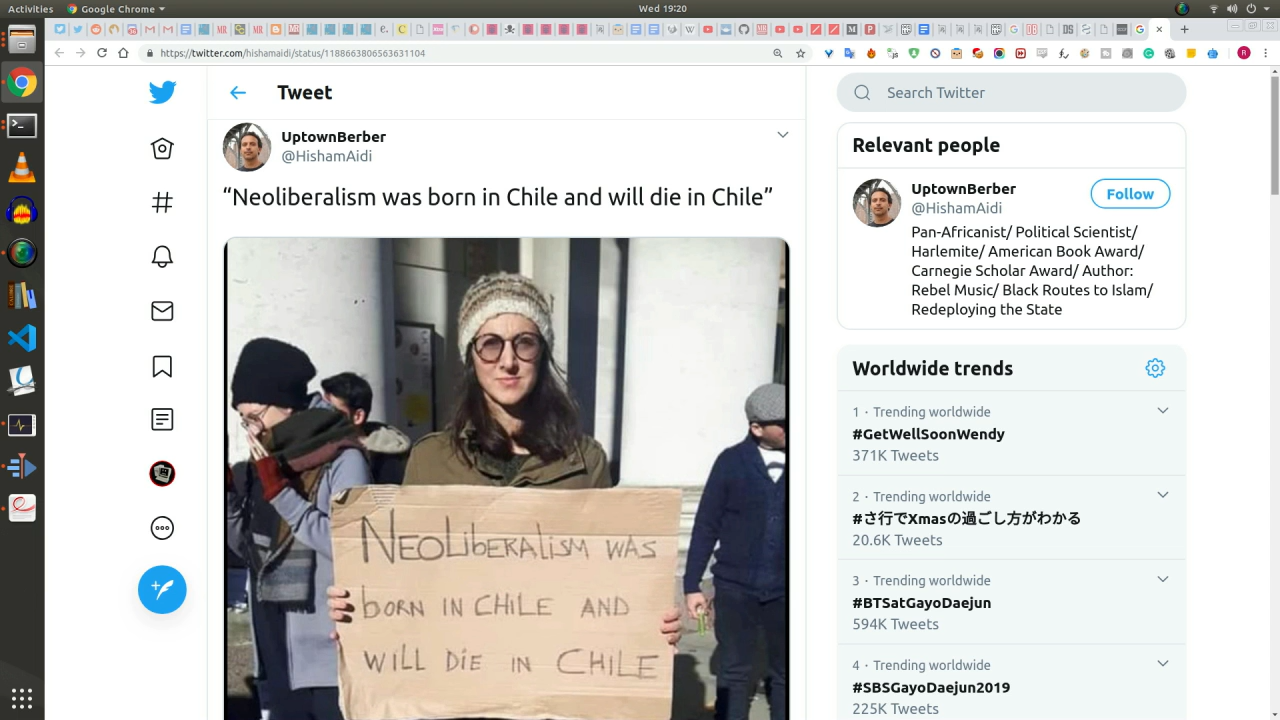 Activities
Google Chrome
Wed 19:20
https://twitter.com/hishamaidi/status/1188663806563631104
Tweet
UptownBerber
@HishamAidi
“Neoliberalism was born in Chile and will die in Chile”
NEOLIBERALISM WAS
BORN IN CHILE AND
WILL DIE IN CHILE
Search Twitter
Relevant people
UptownBerber
@HishamAidi
Follow
Pan-Africanist/ Political Scientist/
Harlemite/ American Book Award/
Carnegie Scholar Award/ Author:
Rebel Music/ Black Routes to Islam/
Redeploying the State
Worldwide trends
1 · Trending worldwide
#GetWellSoonWendy
371K Tweets
2 · Trending worldwide
#さ行でXmasの過ごし方がわかる
20.6K Tweets
3 · Trending worldwide
#BTSatGayoDaejun
594K Tweets
4 · Trending worldwide
#SBSGayoDaejun2019
225K Tweets